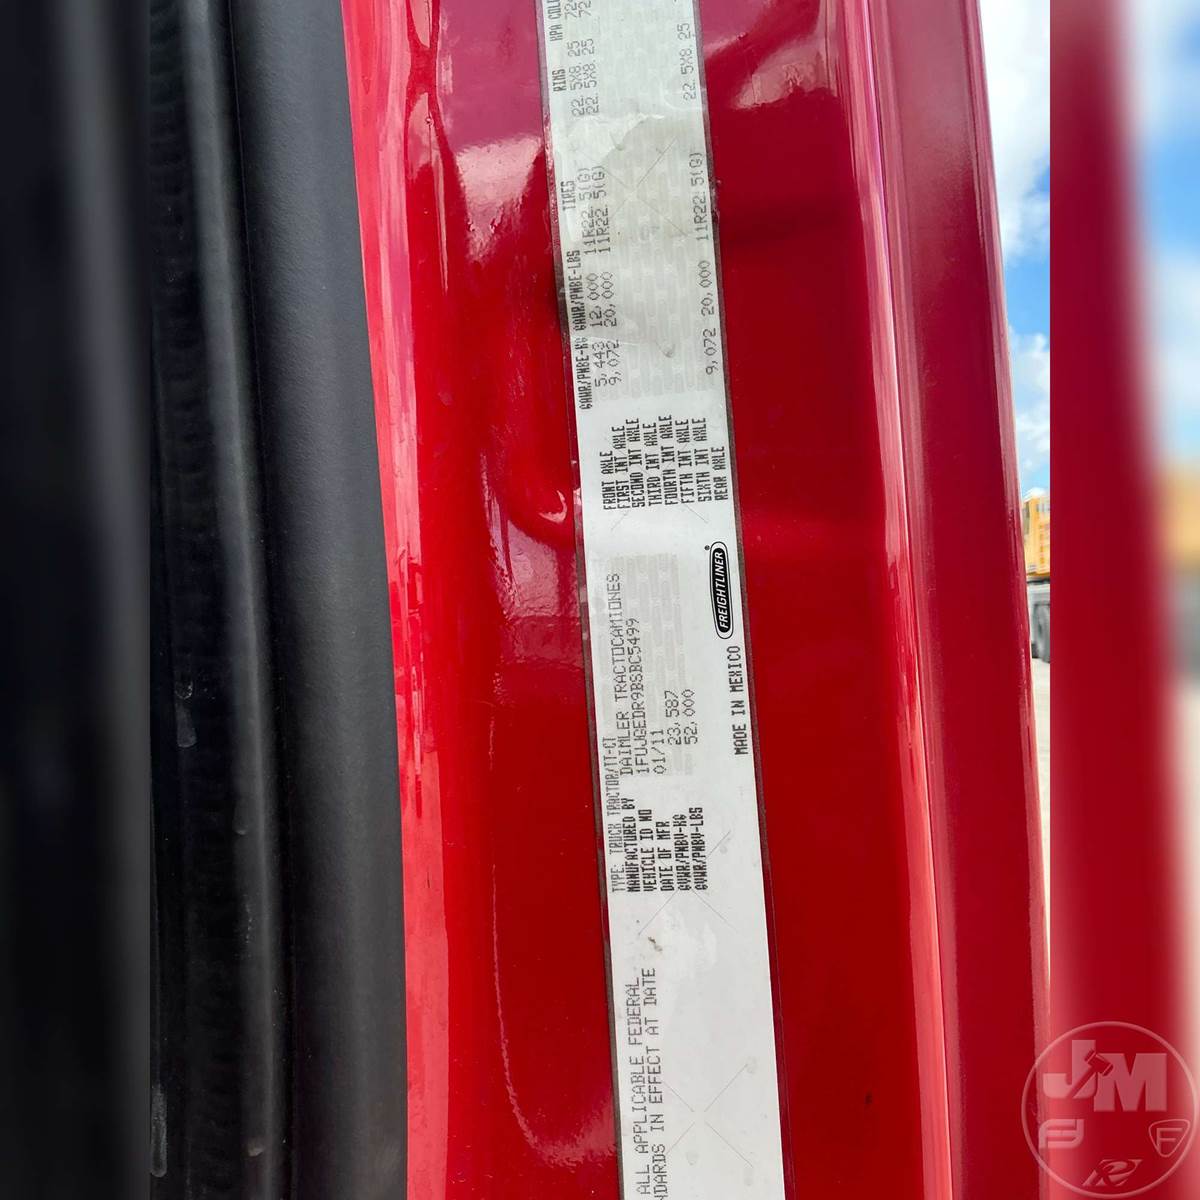 ALL APPLICABLE FEDERAL
IN EFFECT AT DATE
TYPE: TRUCK TRACTOR/TT-CT
MANUFACTURED BY DAIMLER TRACTOCAMIONES
VEHICLE ID NO 1FUJGEDR9BSBC5499
DATE OF MFR 01/11
GVWR/PNBV-KG 23,587
GVWR/PNBV-LBS 52,000
MADE IN MEXICO
FREIGHTLINER
GAWR/PNBE-KG GAWR/PNBE-LBS TIRES RIMS KPA
FRONT AXLE 5,443 12,000 11R22.5(G) 22.5X8.25
FIRST INT AXLE 9,072 20,000 11R22.5(G) 22.5X8.25
SECOND INT AXLE
THIRD INT AXLE
FOURTH INT AXLE
FIFTH INT AXLE
SIXTH INT AXLE
REAR AXLE 9,072 20,000 11R22.5(G) 22.5X8.25
JM
F